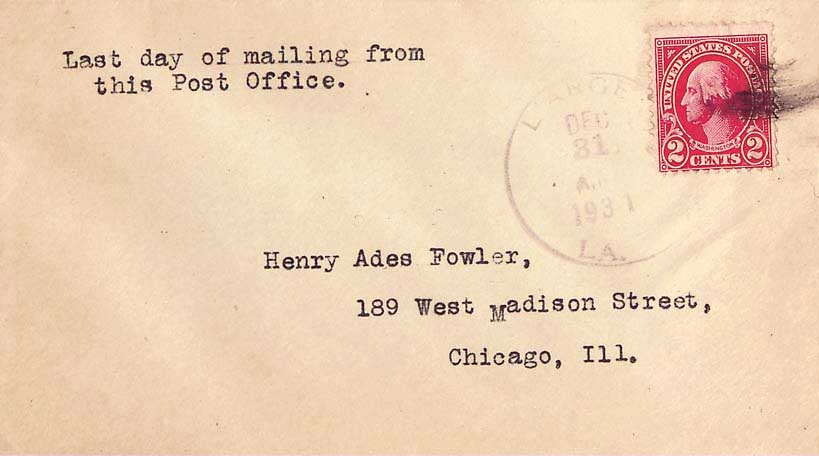 Last day of mailing from
this Post Office.
UNITED STATES POSTAGE
WASHINGTON
2 CENTS 2
DEC
31
A.
1931
LA.
Henry Ades Fowler,
189 West Madison Street,
Chicago, Ill.